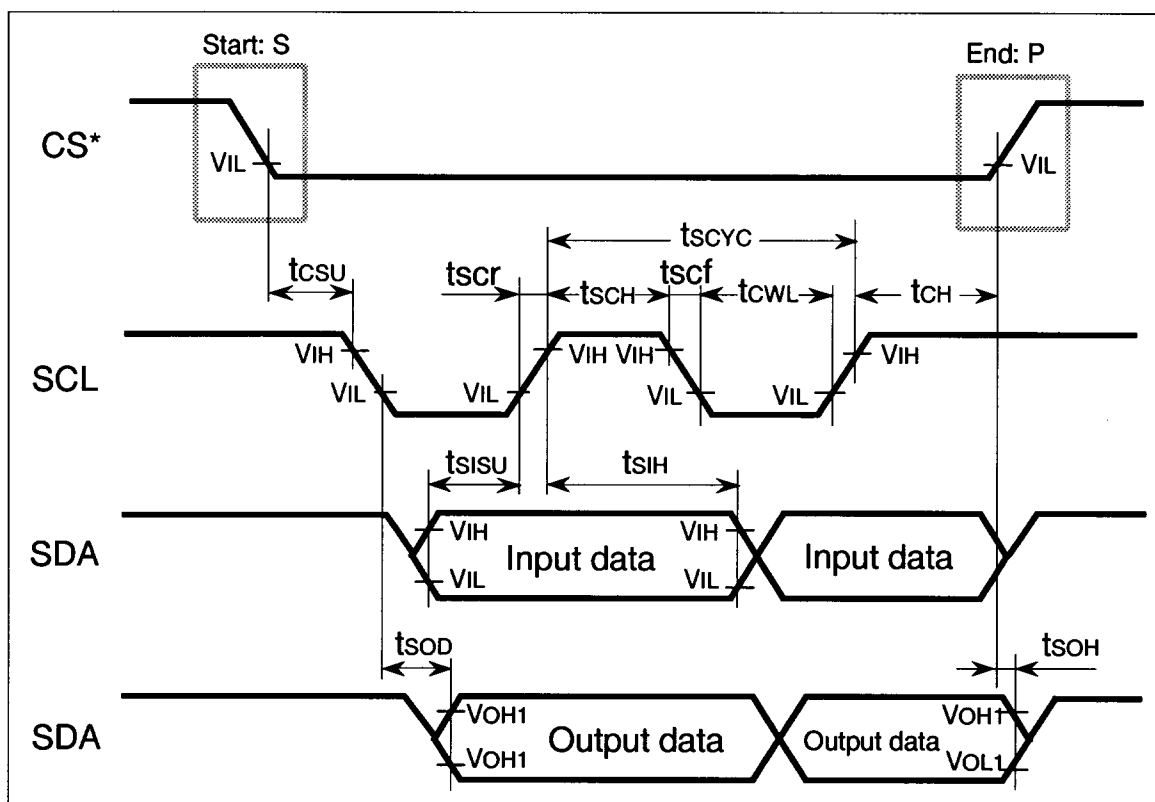 Start: S
End: P
CS*
VIL
VIL
tSCYC
tCSU
tSCr
tSCH
tSCf
tCWL
tCH
SCL
VIH
VIH
VIH
VIH
VIL
VIL
VIL
VIL
tSISU
tSIH
SDA
VIH
VIH
Input data
Input data
VIL
VIL
tSOD
tSOH
SDA
VOH1
VOH1
Output data
Output data
VOH1
VOL1